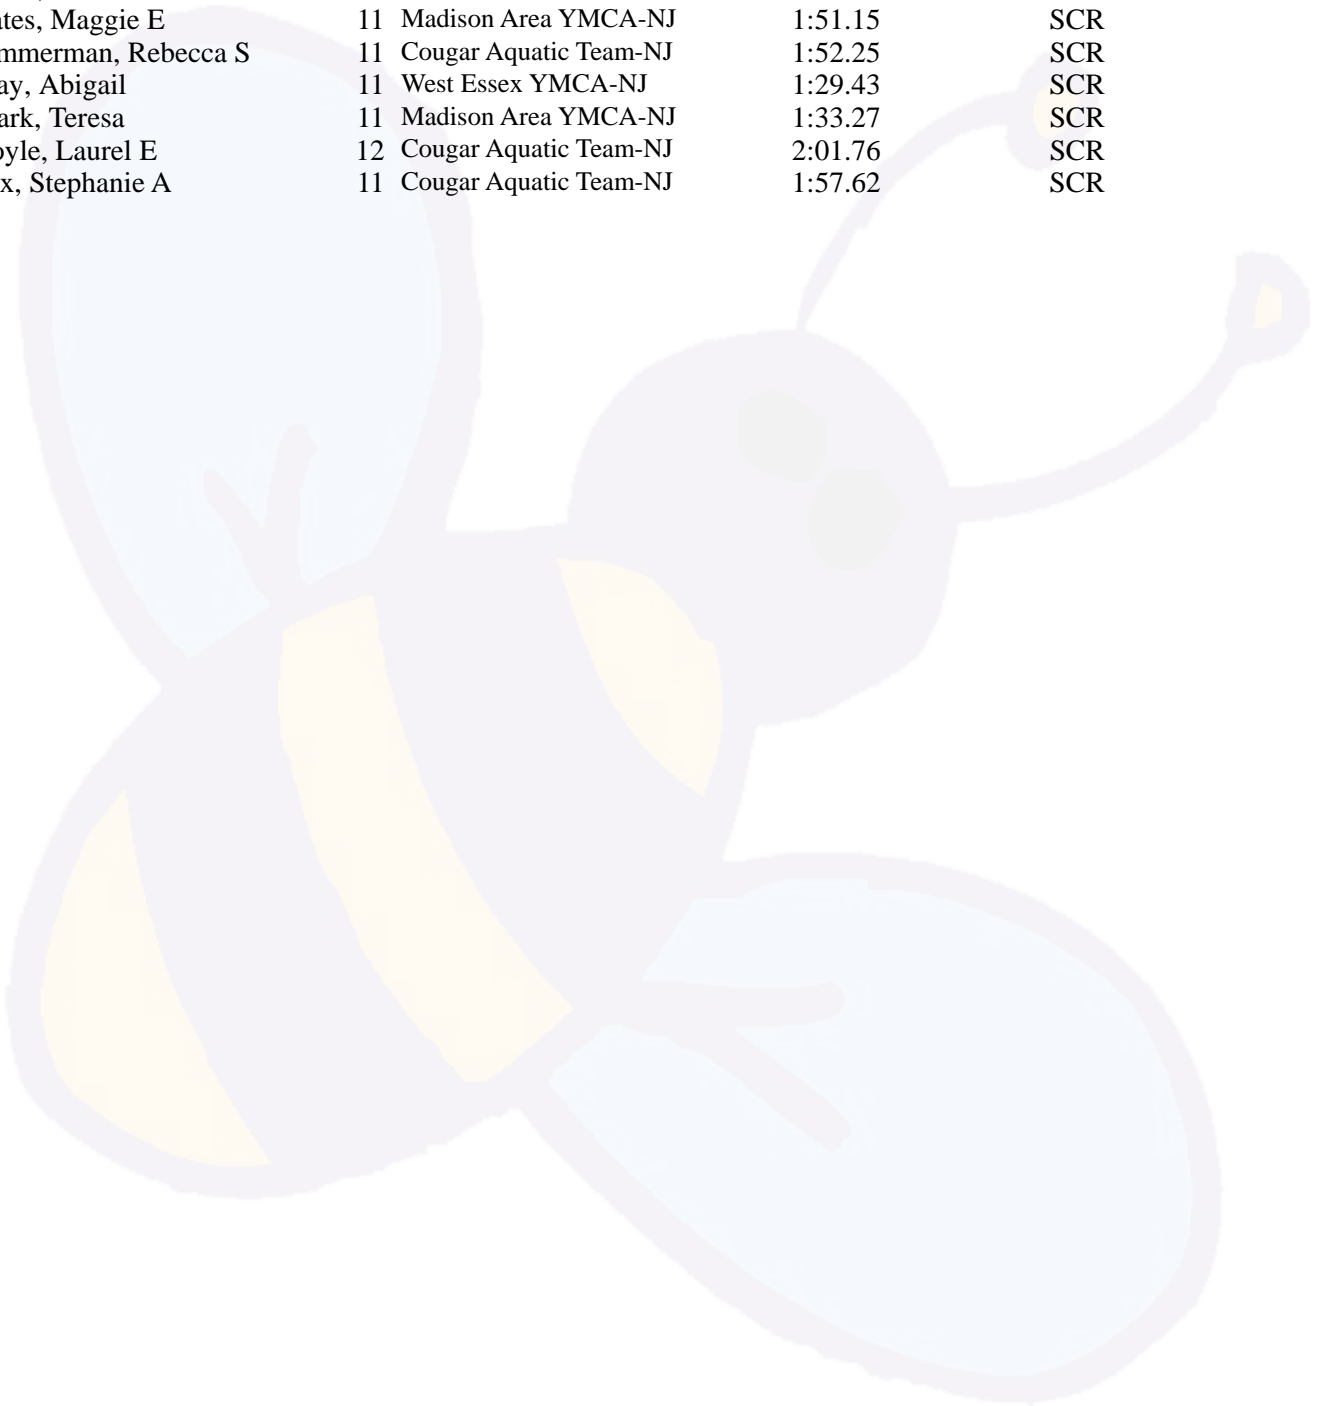 ates, Maggie E 11 Madison Area YMCA-NJ 1:51.15 SCR
mmerman, Rebecca S 11 Cougar Aquatic Team-NJ 1:52.25 SCR
ay, Abigail 11 West Essex YMCA-NJ 1:29.43 SCR
ark, Teresa 11 Madison Area YMCA-NJ 1:33.27 SCR
oyle, Laurel E 12 Cougar Aquatic Team-NJ 2:01.76 SCR
x, Stephanie A 11 Cougar Aquatic Team-NJ 1:57.62 SCR